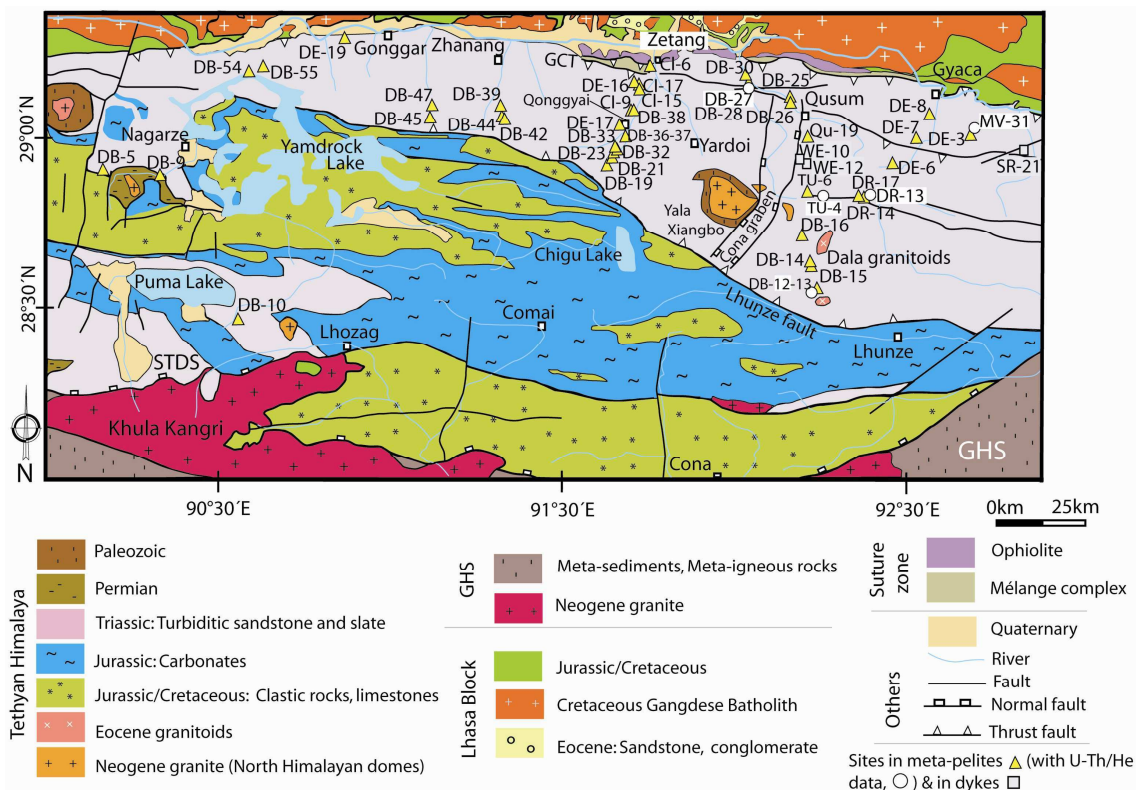 DE-19
Gonggar
Zhanang
Zetang
DB-54
DB-55
GCT
CI-6
DB-30
DB-25
Gyaca
DE-16
CI-17
Qonggyai
CI-9
CI-15
DB-27
Qusum
DB-47
DB-39
DB-38
DB-28
DB-26
DE-8
MV-31
DB-45
DB-44
DB-42
DE-17
DB-33
DB-36-37
Qu-19
DE-7
DE-3
29°00´N
Nagarze
Yamdrock
Lake
DB-23
DB-32
Yardoi
WE-10
SR-21
DB-5
DB-9
DB-21
WE-12
DE-6
DB-19
TU-6
DR-17
DR-13
TU-4
DR-14
Yala
Xiangbo
Cona graben
DB-16
Chigu Lake
DB-14
Dala granitoids
DB-15
Puma Lake
DB-12-13
28°30´N
DB-10
Lhozag
Comai
Lhunze fault
Lhunze
STDS
Khula Kangri
Cona
GHS
N
90°30´E
91°30´E
92°30´E
0km 25km
Tethyan Himalaya
Paleozoic
Permian
Triassic: Turbiditic sandstone and slate
Jurassic: Carbonates
Jurassic/Cretaceous: Clastic rocks, limestones
Eocene granitoids
Neogene granite (North Himalayan domes)
GHS
Meta-sediments, Meta-igneous rocks
Neogene granite
Lhasa Block
Jurassic/Cretaceous
Cretaceous Gangdese Batholith
Eocene: Sandstone, conglomerate
Suture
zone
Ophiolite
Mélange complex
Others
Quaternary
River
Fault
Normal fault
Thrust fault
Sites in meta-pelites (with U-Th/He
data, ) & in dykes